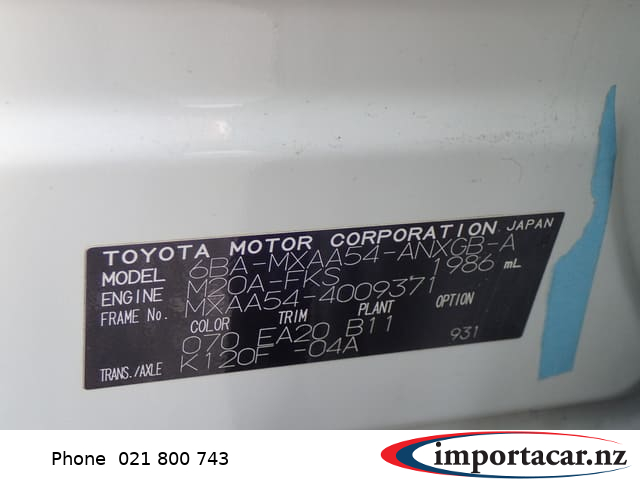 TOYOTA MOTOR CORPORATION JAPAN
MODEL 6BA-MXAA54-ANXGB-A
ENGINE M20A-FKS 1986 mL
FRAME No. MXAA54-4009371
COLOR TRIM PLANT OPTION
070 EA20 B11 931
TRANS./AXLE K120F -04A
Phone 021 800 743
importacar.nz